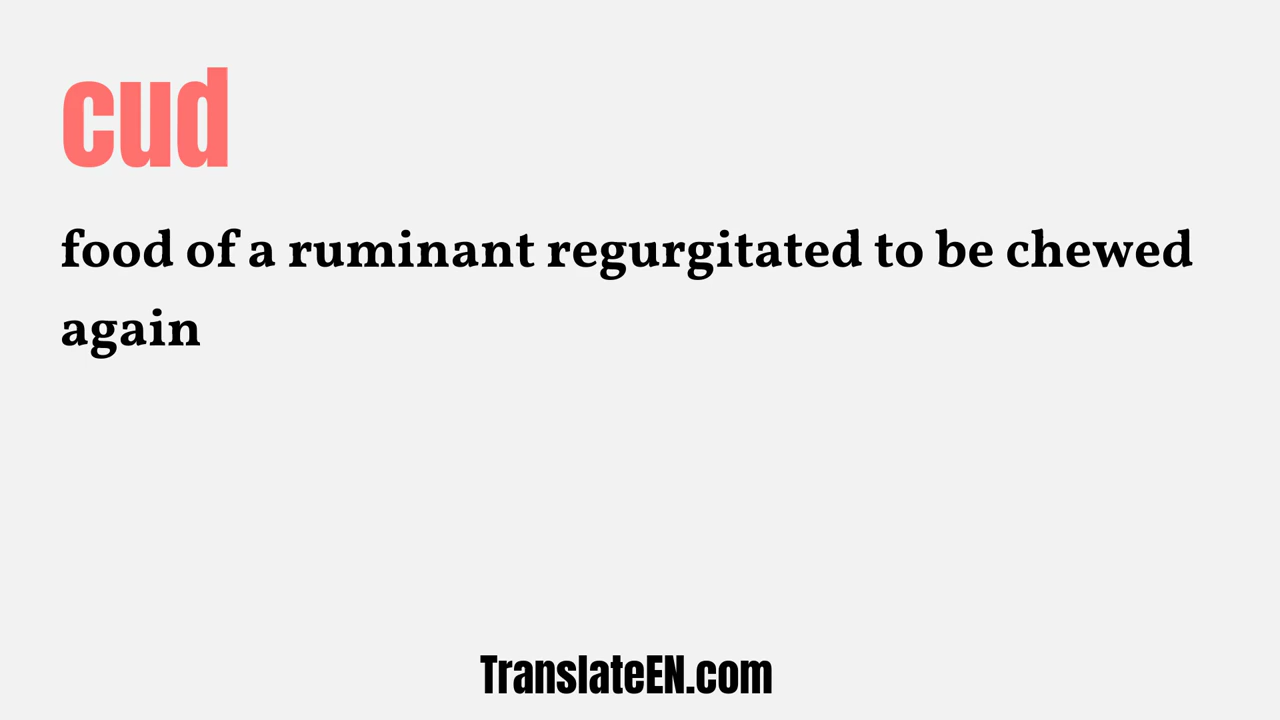 cud
food of a ruminant regurgitated to be chewed
again
TranslateEN.com